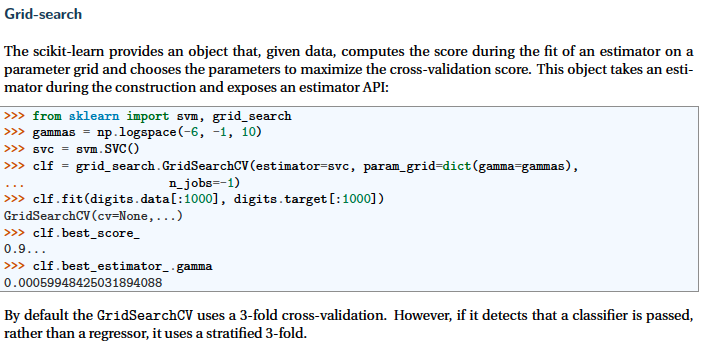 Grid-search
The scikit-learn provides an object that, given data, computes the score during the fit of an estimator on a
parameter grid and chooses the parameters to maximize the cross-validation score. This object takes an esti-
mator during the construction and exposes an estimator API:
>>> from sklearn import svm, grid_search
>>> gammas = np.logspace(-6, -1, 10)
>>> svc = svm.SVC()
>>> clf = grid_search.GridSearchCV(estimator=svc, param_grid=dict(gamma=gammas),
... n_jobs=-1)
>>> clf.fit(digits.data[:1000], digits.target[:1000])
GridSearchCV(cv=None,...)
>>> clf.best_score_
0.9...
>>> clf.best_estimator_.gamma
0.00059948425031894088
By default the GridSearchCV uses a 3-fold cross-validation. However, if it detects that a classifier is passed,
rather than a regressor, it uses a stratified 3-fold.